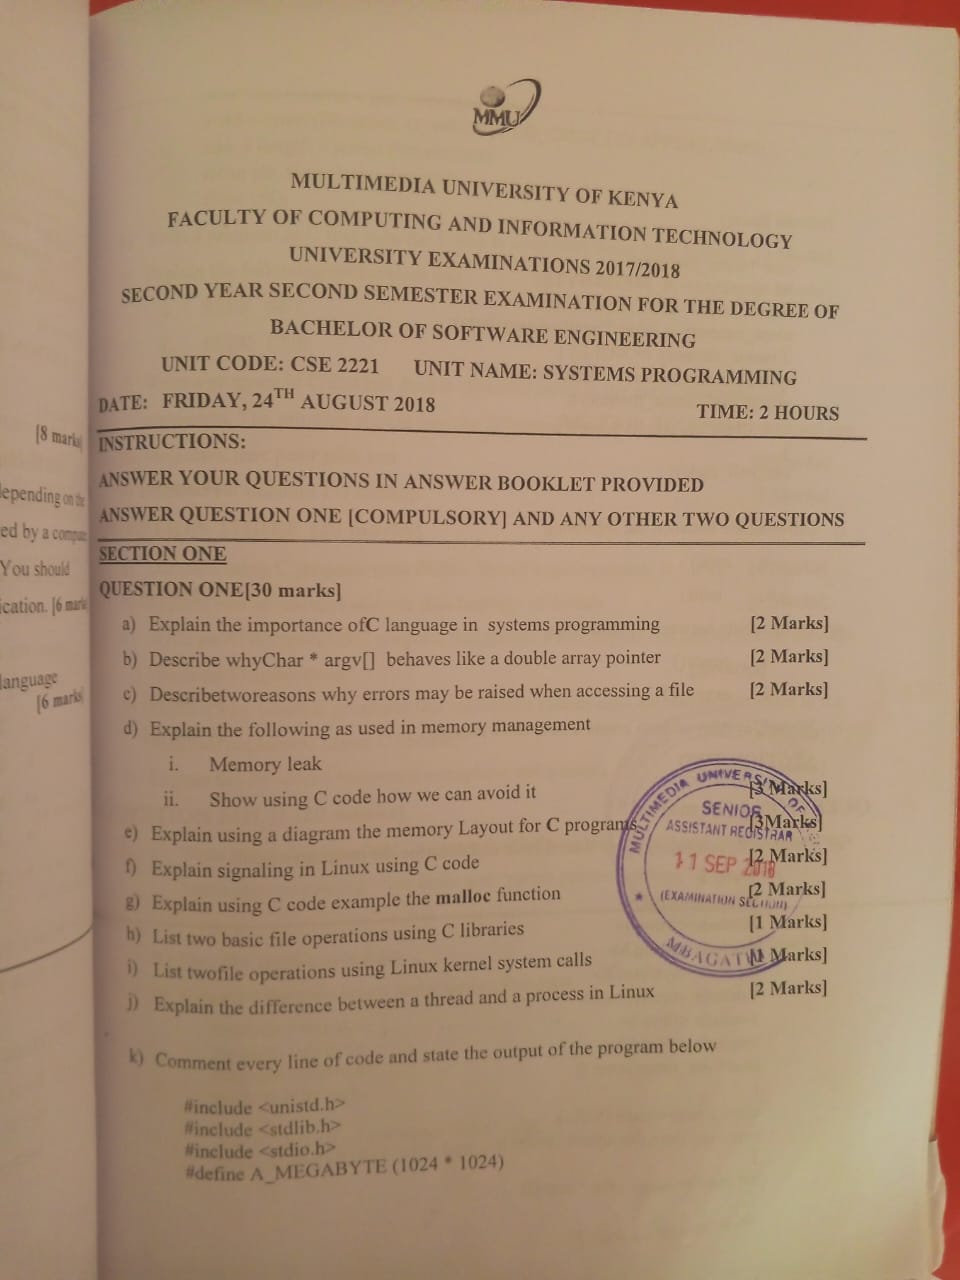 MMU
MULTIMEDIA UNIVERSITY OF KENYA
FACULTY OF COMPUTING AND INFORMATION TECHNOLOGY
UNIVERSITY EXAMINATIONS 2017/2018
SECOND YEAR SECOND SEMESTER EXAMINATION FOR THE DEGREE OF
BACHELOR OF SOFTWARE ENGINEERING
UNIT CODE: CSE 2221 UNIT NAME: SYSTEMS PROGRAMMING
DATE: FRIDAY, 24TH AUGUST 2018 TIME: 2 HOURS
INSTRUCTIONS:
ANSWER YOUR QUESTIONS IN ANSWER BOOKLET PROVIDED
ANSWER QUESTION ONE [COMPULSORY] AND ANY OTHER TWO QUESTIONS
SECTION ONE
QUESTION ONE[30 marks]
a) Explain the importance ofC language in systems programming [2 Marks]
b) Describe whyChar * argv[] behaves like a double array pointer [2 Marks]
c) Describetworeasons why errors may be raised when accessing a file [2 Marks]
d) Explain the following as used in memory management
i. Memory leak
ii. Show using C code how we can avoid it [3 Marks]
e) Explain using a diagram the memory Layout for C programs [3Marks]
f) Explain signaling in Linux using C code [2 Marks]
g) Explain using C code example the malloc function [2 Marks]
h) List two basic file operations using C libraries [1 Marks]
i) List twofile operations using Linux kernel system calls [1 Marks]
j) Explain the difference between a thread and a process in Linux [2 Marks]
k) Comment every line of code and state the output of the program below
#include <unistd.h>
#include <stdlib.h>
#include <stdio.h>
#define A_MEGABYTE (1024 * 1024)
MULTIMEDIA UNIVERSITY OF
SENIOR
ASSISTANT REGISTRAR
11 SEP 2018
(EXAMINATION SECTION)
MBAGATHI
[8 marks
depending on the
ed by a
You should
ication. [6 mark
language
[6 marks